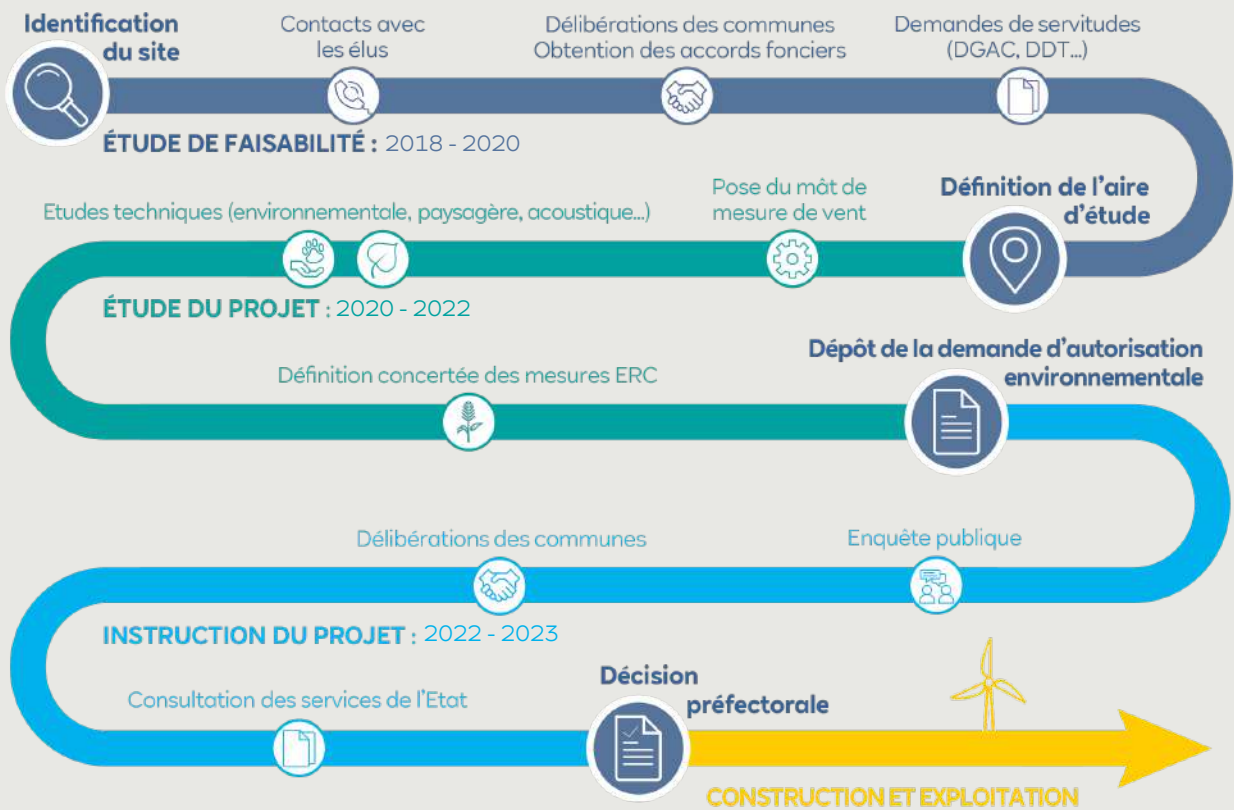 Identification
du site
Contacts avec
les élus
Délibérations des communes
Obtention des accords fonciers
Demandes de servitudes
(DGAC, DDT...)
ÉTUDE DE FAISABILITÉ : 2018 - 2020
Définition de l'aire
d'étude
Pose du mât de
mesure de vent
Etudes techniques (environnementale, paysagère, acoustique...)
ÉTUDE DU PROJET : 2020 - 2022
Définition concertée des mesures ERC
Dépôt de la demande d'autorisation
environnementale
Enquête publique
Délibérations des communes
INSTRUCTION DU PROJET : 2022 - 2023
Consultation des services de l'Etat
Décision
préfectorale
CONSTRUCTION ET EXPLOITATION